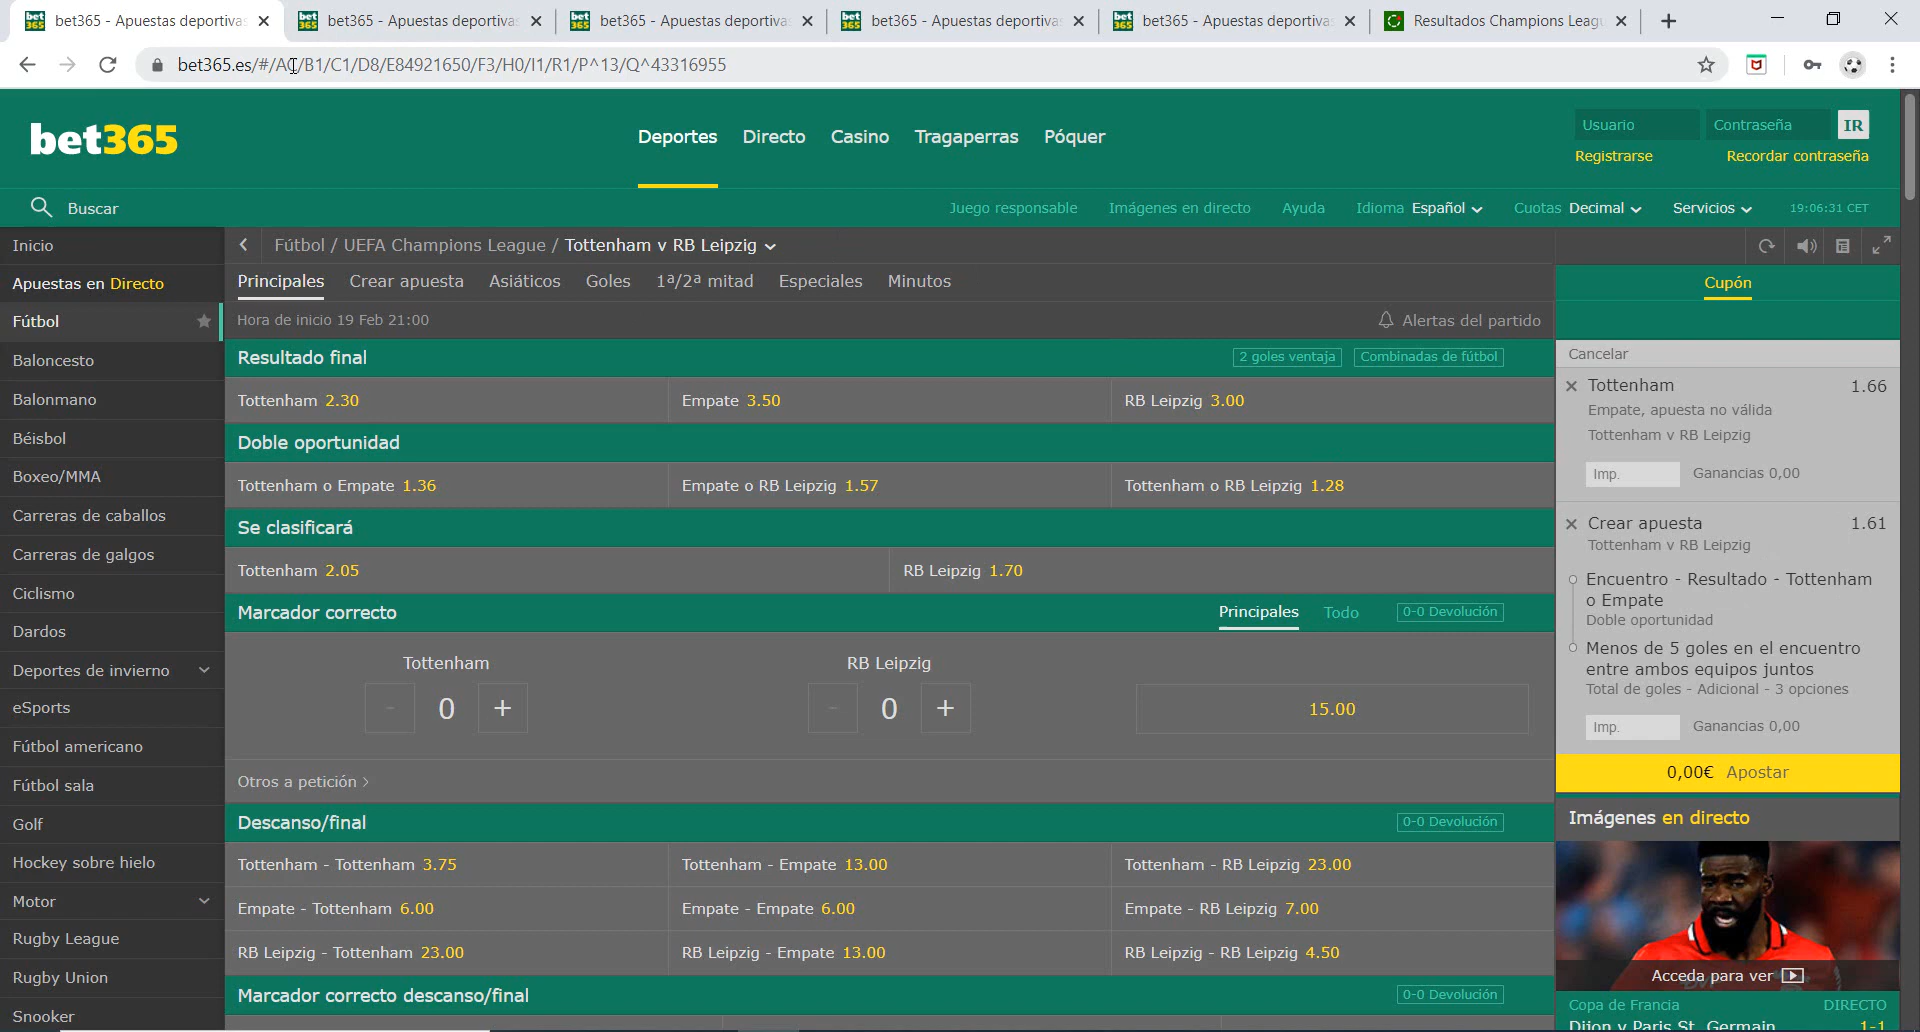 bet365 - Apuestas deportivas
bet365 - Apuestas deportivas
bet365 - Apuestas deportivas
bet365 - Apuestas deportivas
bet365 - Apuestas deportivas
Resultados Champions Leagu
bet365.es/#/AC/B1/C1/D8/E84921650/F3/H0/I1/R1/P^13/Q^43316955
bet365
Deportes Directo Casino Tragaperras Póquer
Usuario Contraseña IR
Registrarse Recordar contraseña
Buscar
Juego responsable Imágenes en directo Ayuda Idioma Español Cuotas Decimal Servicios 19:06:31 CET
Inicio
Apuestas en Directo
Fútbol
Baloncesto
Balonmano
Béisbol
Boxeo/MMA
Carreras de caballos
Carreras de galgos
Ciclismo
Dardos
Deportes de invierno
eSports
Fútbol americano
Fútbol sala
Golf
Hockey sobre hielo
Motor
Rugby League
Rugby Union
Snooker
Fútbol / UEFA Champions League / Tottenham v RB Leipzig
Principales Crear apuesta Asiáticos Goles 1ª/2ª mitad Especiales Minutos
Hora de inicio 19 Feb 21:00 Alertas del partido
Resultado final 2 goles ventaja Combinadas de fútbol
Tottenham 2.30 Empate 3.50 RB Leipzig 3.00
Doble oportunidad
Tottenham o Empate 1.36 Empate o RB Leipzig 1.57 Tottenham o RB Leipzig 1.28
Se clasificará
Tottenham 2.05 RB Leipzig 1.70
Marcador correcto Principales Todo 0-0 Devolución
Tottenham RB Leipzig
- 0 + - 0 + 15.00
Otros a petición >
Descanso/final 0-0 Devolución
Tottenham - Tottenham 3.75 Tottenham - Empate 13.00 Tottenham - RB Leipzig 23.00
Empate - Tottenham 6.00 Empate - Empate 6.00 Empate - RB Leipzig 7.00
RB Leipzig - Tottenham 23.00 RB Leipzig - Empate 13.00 RB Leipzig - RB Leipzig 4.50
Marcador correcto descanso/final 0-0 Devolución
Cupón
Cancelar
Tottenham 1.66
Empate, apuesta no válida
Tottenham v RB Leipzig
Imp. Ganancias 0,00
Crear apuesta 1.61
Tottenham v RB Leipzig
Encuentro - Resultado - Tottenham
o Empate
Doble oportunidad
Menos de 5 goles en el encuentro
entre ambos equipos juntos
Total de goles - Adicional - 3 opciones
Imp. Ganancias 0,00
0,00€ Apostar
Imágenes en directo
Acceda para ver
Copa de Francia DIRECTO
Dijon v Paris St. Germain 1-1